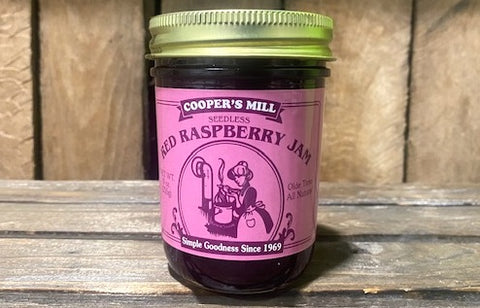 COOPER'S MILL
SEEDLESS
RED RASPBERRY JAM
Olde Time
All Natural
Simple Goodness Since 1969